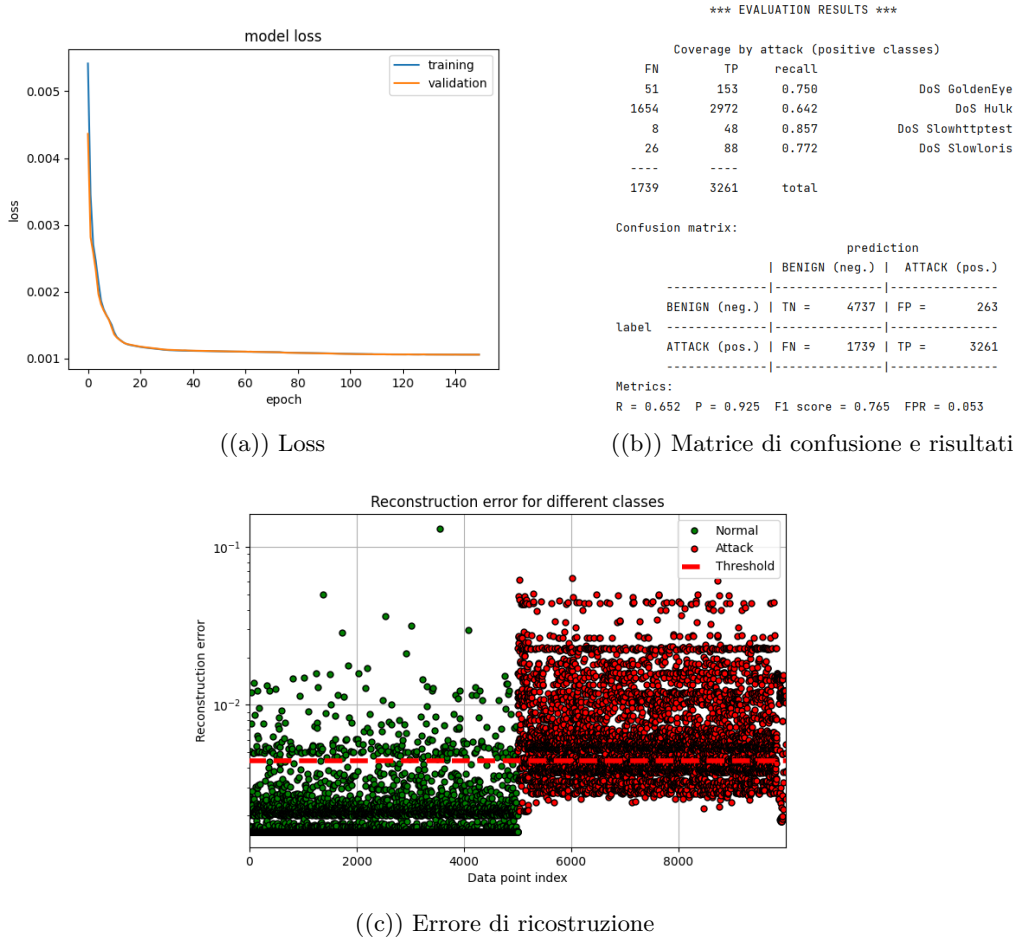 model loss
training
validation
0.005
0.004
0.003
0.002
0.001
loss
0 20 40 60 80 100 120 140
epoch
((a)) Loss
*** EVALUATION RESULTS ***
Coverage by attack (positive classes)
FN TP recall
51 153 0.750 DoS GoldenEye
1654 2972 0.642 DoS Hulk
8 48 0.857 DoS Slowhttptest
26 88 0.772 DoS Slowloris
---- ----
1739 3261 total
Confusion matrix:
prediction
| BENIGN (neg.) | ATTACK (pos.)
--------------|---------------|---------------
BENIGN (neg.) | TN = 4737 | FP = 263
label --------------|---------------|---------------
ATTACK (pos.) | FN = 1739 | TP = 3261
--------------|---------------|---------------
Metrics:
R = 0.652 P = 0.925 F1 score = 0.765 FPR = 0.053
((b)) Matrice di confusione e risultati
Reconstruction error for different classes
Normal
Attack
Threshold
10⁻¹
10⁻²
Reconstruction error
0 2000 4000 6000 8000
Data point index
((c)) Errore di ricostruzione